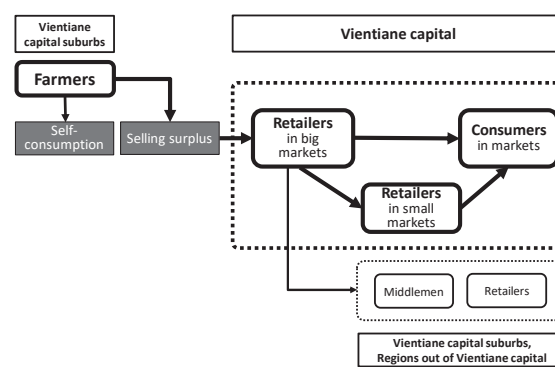 Vientiane
capital suburbs
Vientiane capital
Farmers
Self-
consumption
Selling surplus
Retailers
in big
markets
Consumers
in markets
Retailers
in small
markets
Middlemen
Retailers
Vientiane capital suburbs,
Regions out of Vientiane capital